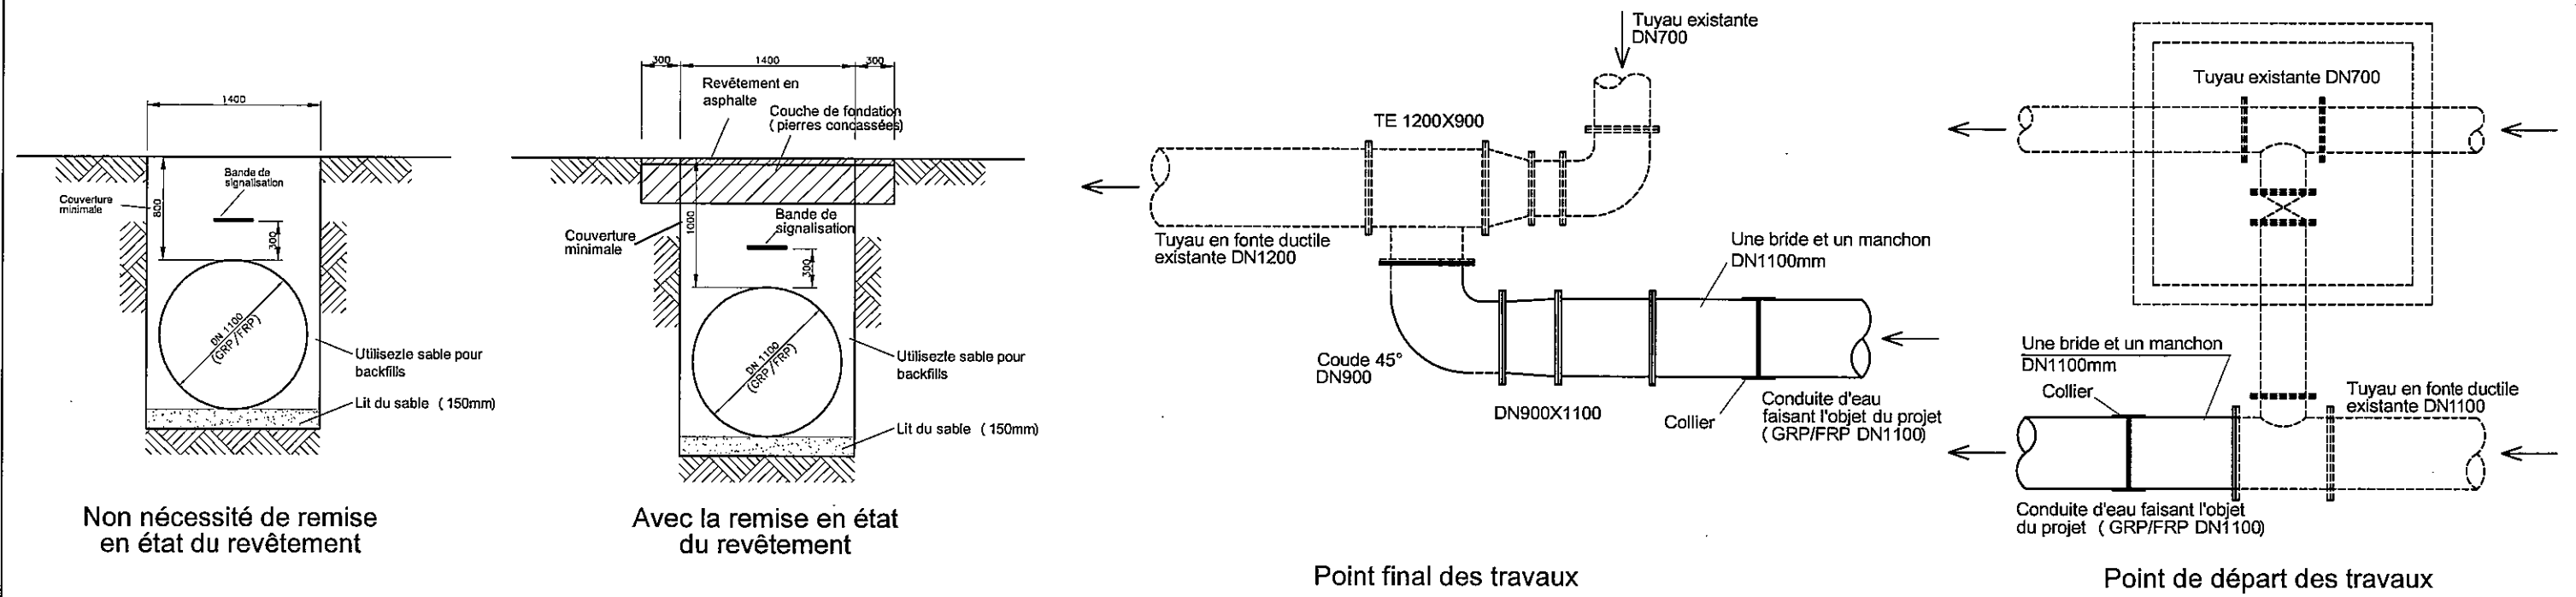 1400
Bande de
signalisation
Couverture
minimale
800
300
DN 1100
(GRP/FRP)
Utilisezle sable pour
backfills
Lit du sable ( 150mm)
Non nécessité de remise
en état du revêtement
300
1400
300
Revêtement en
asphalte
Couche de fondation
( pierres concassées)
1000
Bande de
signalisation
Couverture
minimale
300
DN 1100
(GRP/FRP)
Utilisezle sable pour
backfills
Lit du sable ( 150mm)
Avec la remise en état
du revêtement
Tuyau existante
DN700
TE 1200X900
Tuyau en fonte ductile
existante DN1200
Une bride et un manchon
DN1100mm
Coude 45°
DN900
DN900X1100
Collier
Conduite d'eau
faisant l'objet du projet
( GRP/FRP DN1100)
Point final des travaux
Tuyau existante DN700
Une bride et un manchon
DN1100mm
Collier
Tuyau en fonte ductile
existante DN1100
Conduite d'eau faisant l'objet
du projet ( GRP/FRP DN1100)
Point de départ des travaux